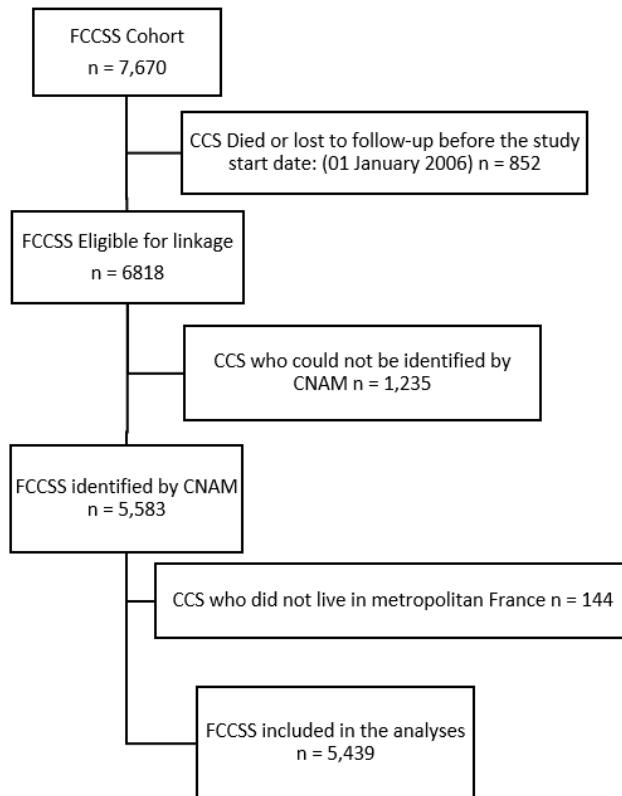 FCCSS Cohort
n = 7,670
CCS Died or lost to follow-up before the study
start date: (01 January 2006) n = 852
FCCSS Eligible for linkage
n = 6818
CCS who could not be identified by
CNAM n = 1,235
FCCSS identified by CNAM
n = 5,583
CCS who did not live in metropolitan France n = 144
FCCSS included in the analyses
n = 5,439